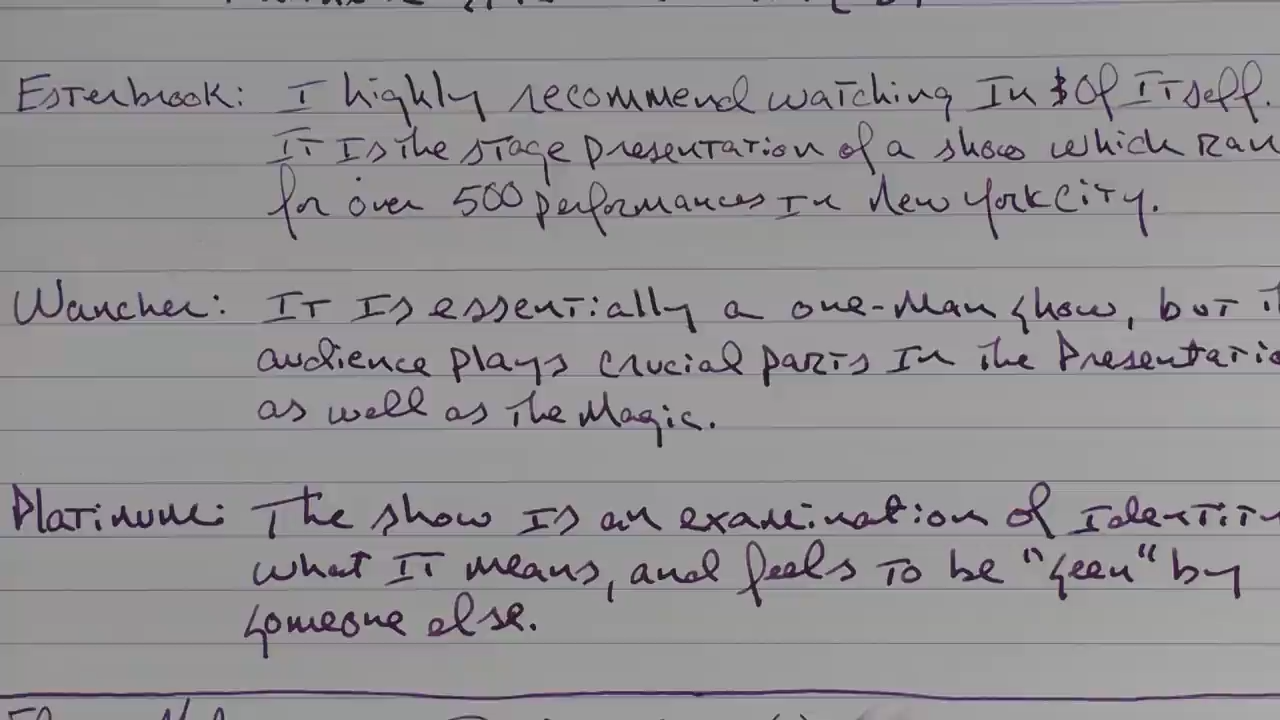 Esterbrook: I highly recommend watching In & Of Itself.
It Is the stage presentation of a show which Ran
for over 500 performances In New York City.
Wancher: It Is essentially a one-Man show, but
audience plays crucial parts In the
as well as the Magic.
Platinum: The show Is an examination of
what IT means, and feels To be "seen" by
someone else.